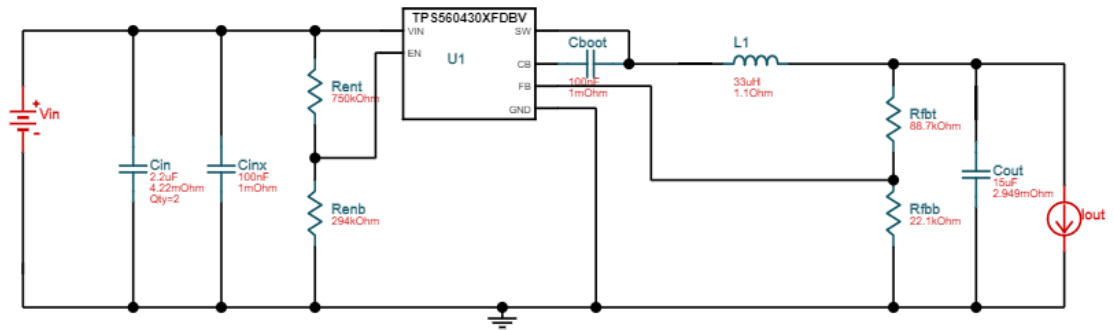 TPS560430XFDBV
VIN
SW
EN
U1
CB
FB
GND
Cboot
100nF
1mOhm
L1
33uH
1.1Ohm
+
Vin
-
Rent
750kOhm
Cin
2.2uF
4.22mOhm
Qty=2
Cinx
100nF
1mOhm
Renb
294kOhm
Rfbt
88.7kOhm
Rfbb
22.1kOhm
Cout
15uF
2.949mOhm
Iout